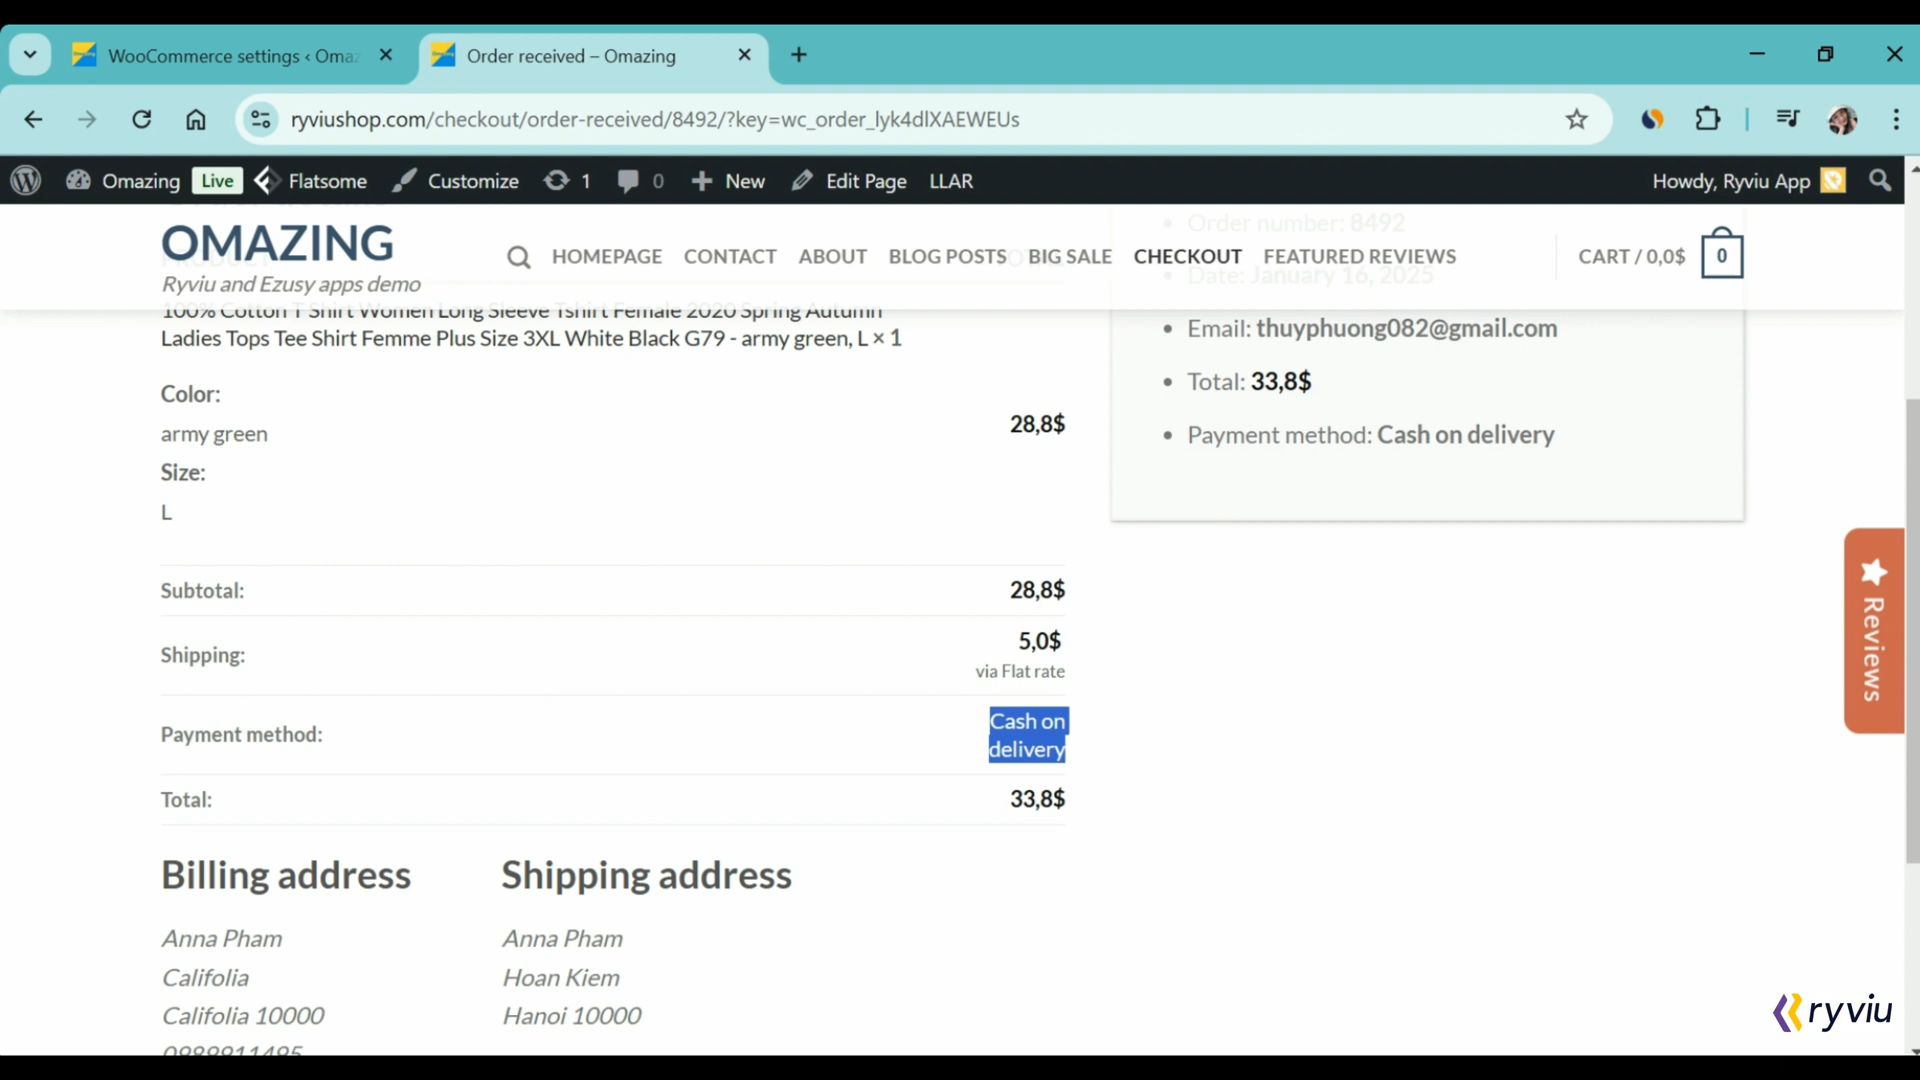 WooCommerce settings ‹ Omaz
Order received – Omazing
ryviushop.com/checkout/order-received/8492/?key=wc_order_lyk4dlXAEWEUs
Omazing Live Flatsome Customize 1 0 New Edit Page LLAR Howdy, Ryviu App
OMAZING
Ryviu and Ezusy apps demo
HOMEPAGE CONTACT ABOUT BLOG POSTS BIG SALE CHECKOUT FEATURED REVIEWS CART / 0,0$ 0
Order number: 8492
Date: January 16, 2025
Email: thuyphuong082@gmail.com
Total: 33,8$
Payment method: Cash on delivery
100% Cotton T Shirt Women Long Sleeve Tshirt Female 2020 Spring Autumn
Ladies Tops Tee Shirt Femme Plus Size 3XL White Black G79 - army green, L × 1
Color:
army green
Size:
L
28,8$
Subtotal: 28,8$
Shipping: 5,0$
via Flat rate
Payment method: Cash on
delivery
Total: 33,8$
Reviews
Billing address
Anna Pham
Califolia
Califolia 10000
Shipping address
Anna Pham
Hoan Kiem
Hanoi 10000
ryviu